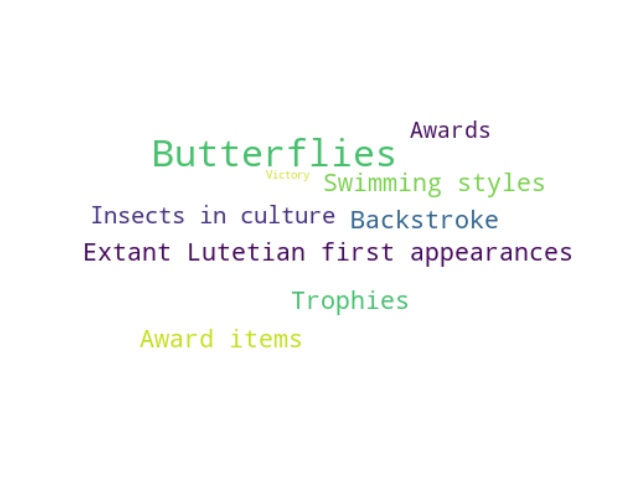 Awards
Butterflies
Victory
Swimming styles
Insects in culture
Backstroke
Extant Lutetian first appearances
Trophies
Award items